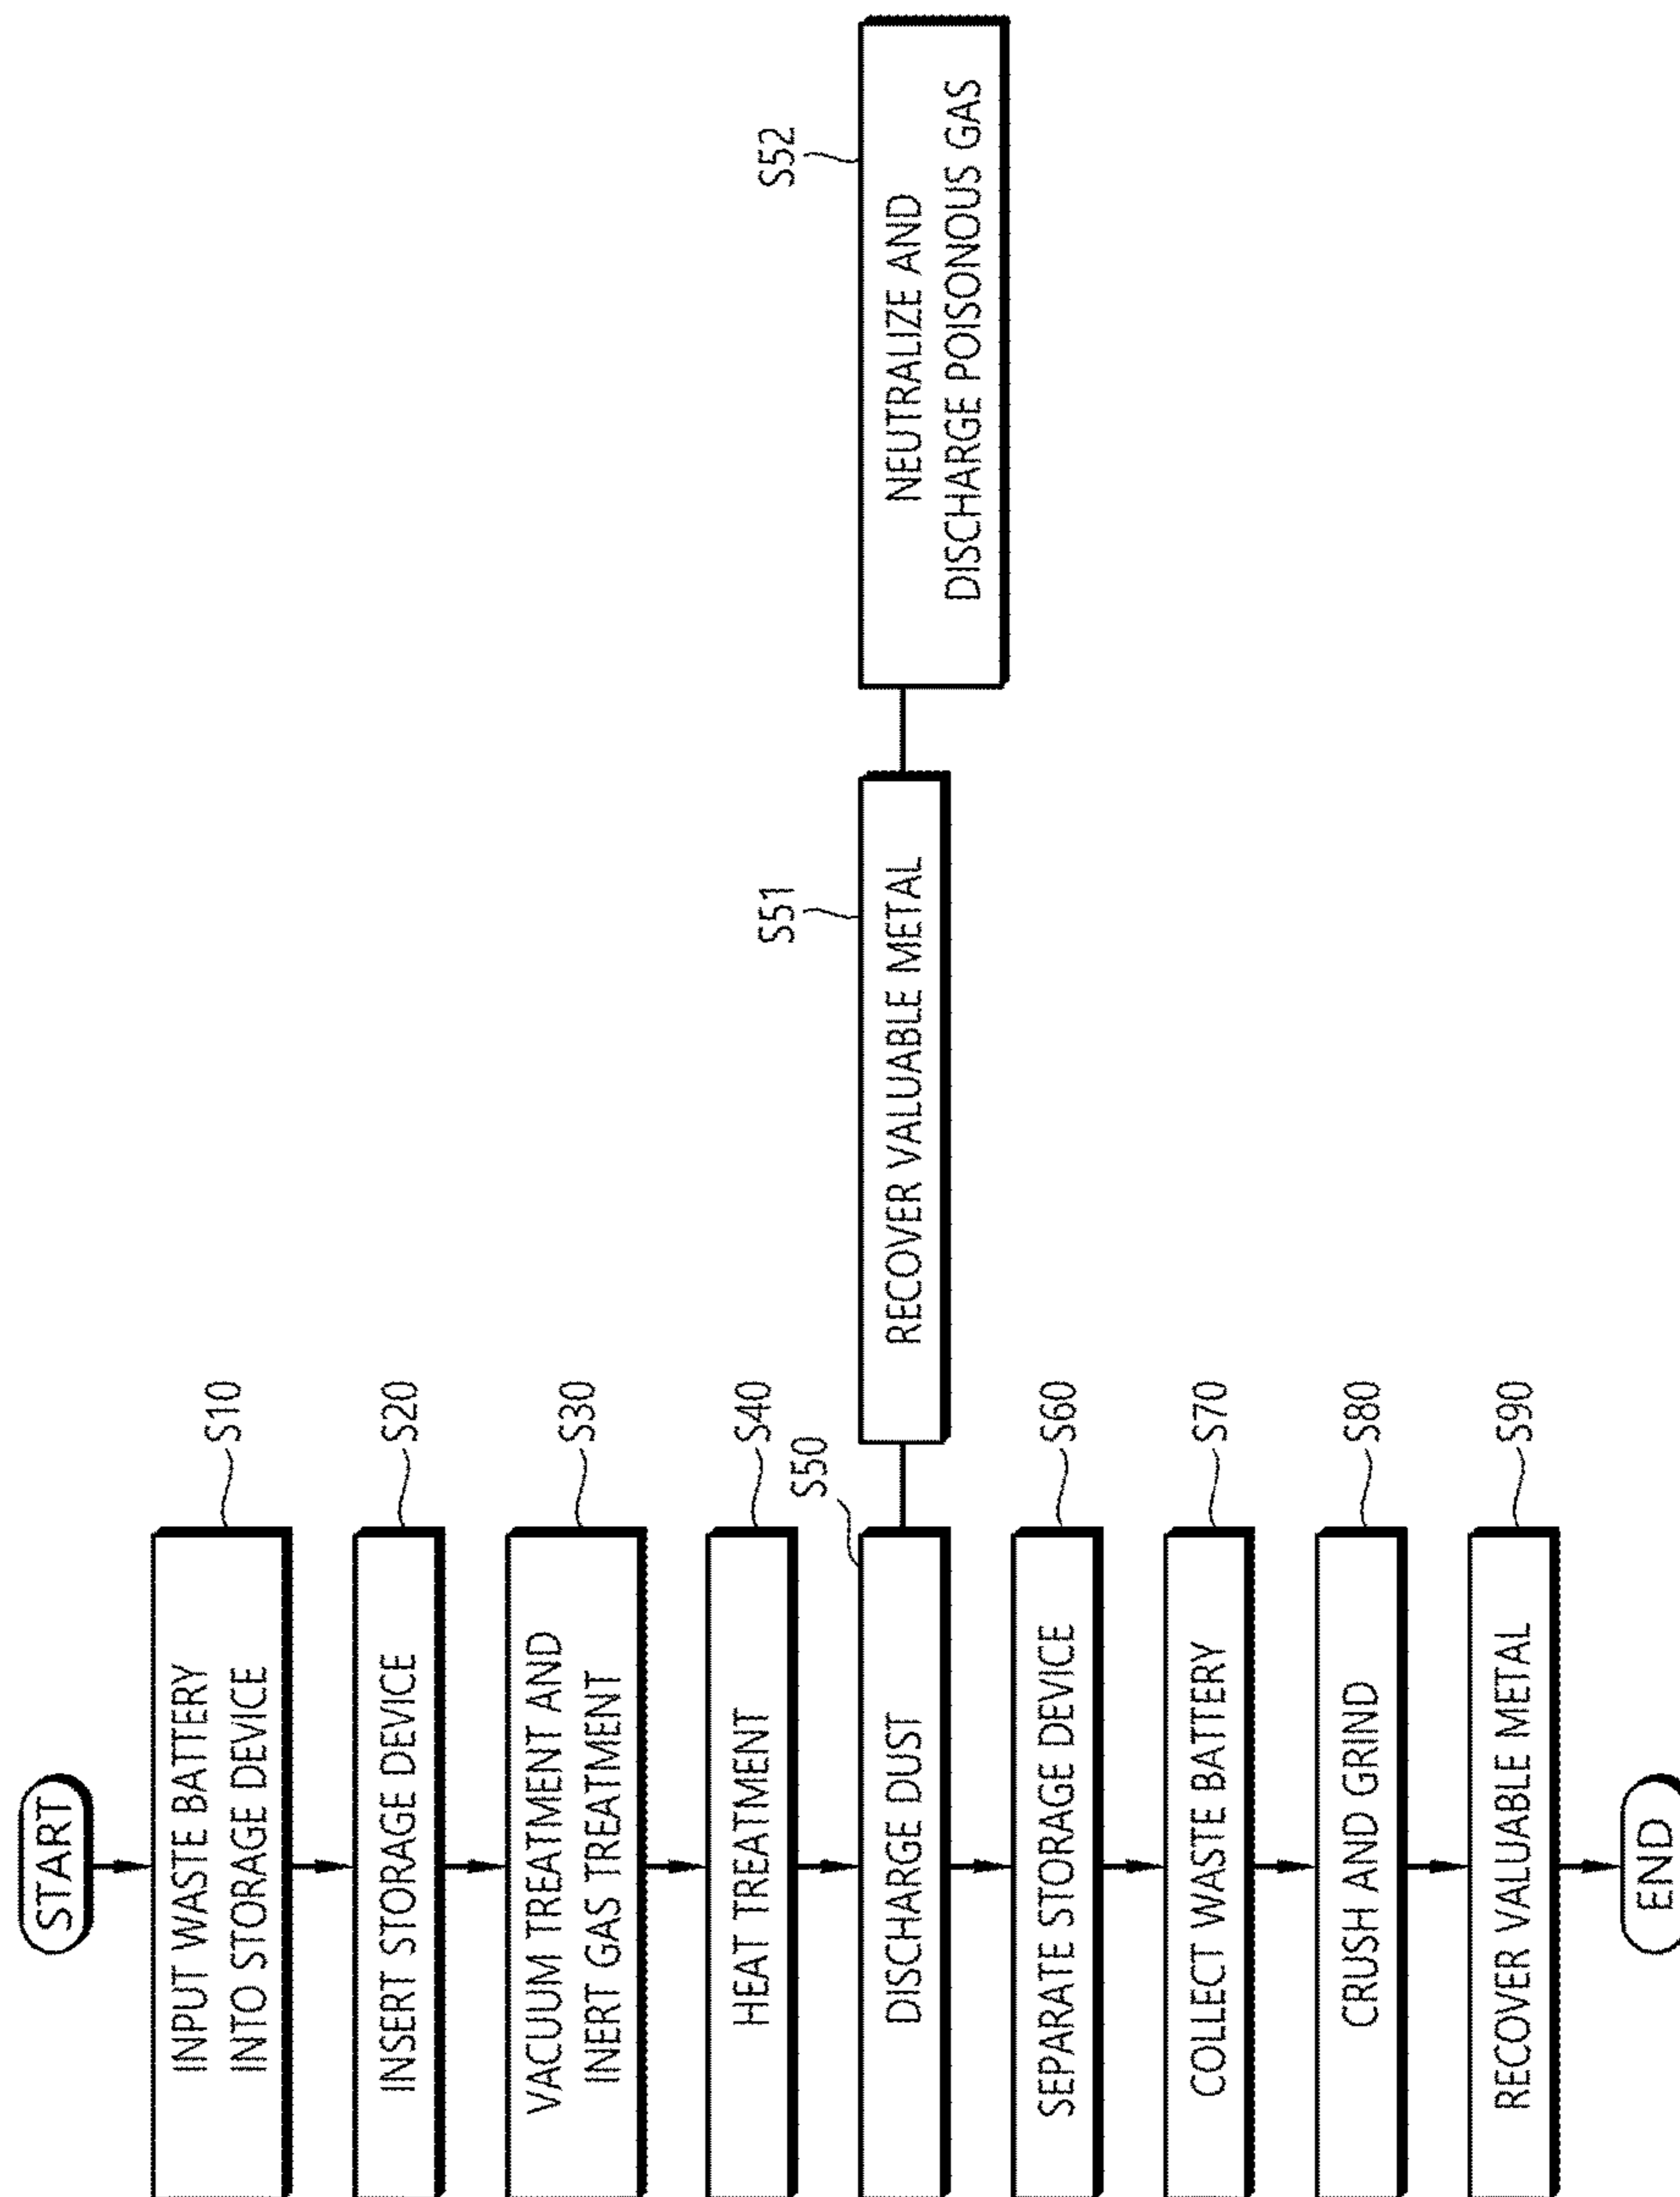 START
INPUT WASTE BATTERY
INTO STORAGE DEVICE
S10
INSERT STORAGE DEVICE
S20
VACUUM TREATMENT AND
INERT GAS TREATMENT
S30
HEAT TREATMENT
S40
DISCHARGE DUST
S50
RECOVER VALUABLE METAL
S51
NEUTRALIZE AND
DISCHARGE POISONOUS GAS
S52
SEPARATE STORAGE DEVICE
S60
COLLECT WASTE BATTERY
S70
CRUSH AND GRIND
S80
RECOVER VALUABLE METAL
S90
END